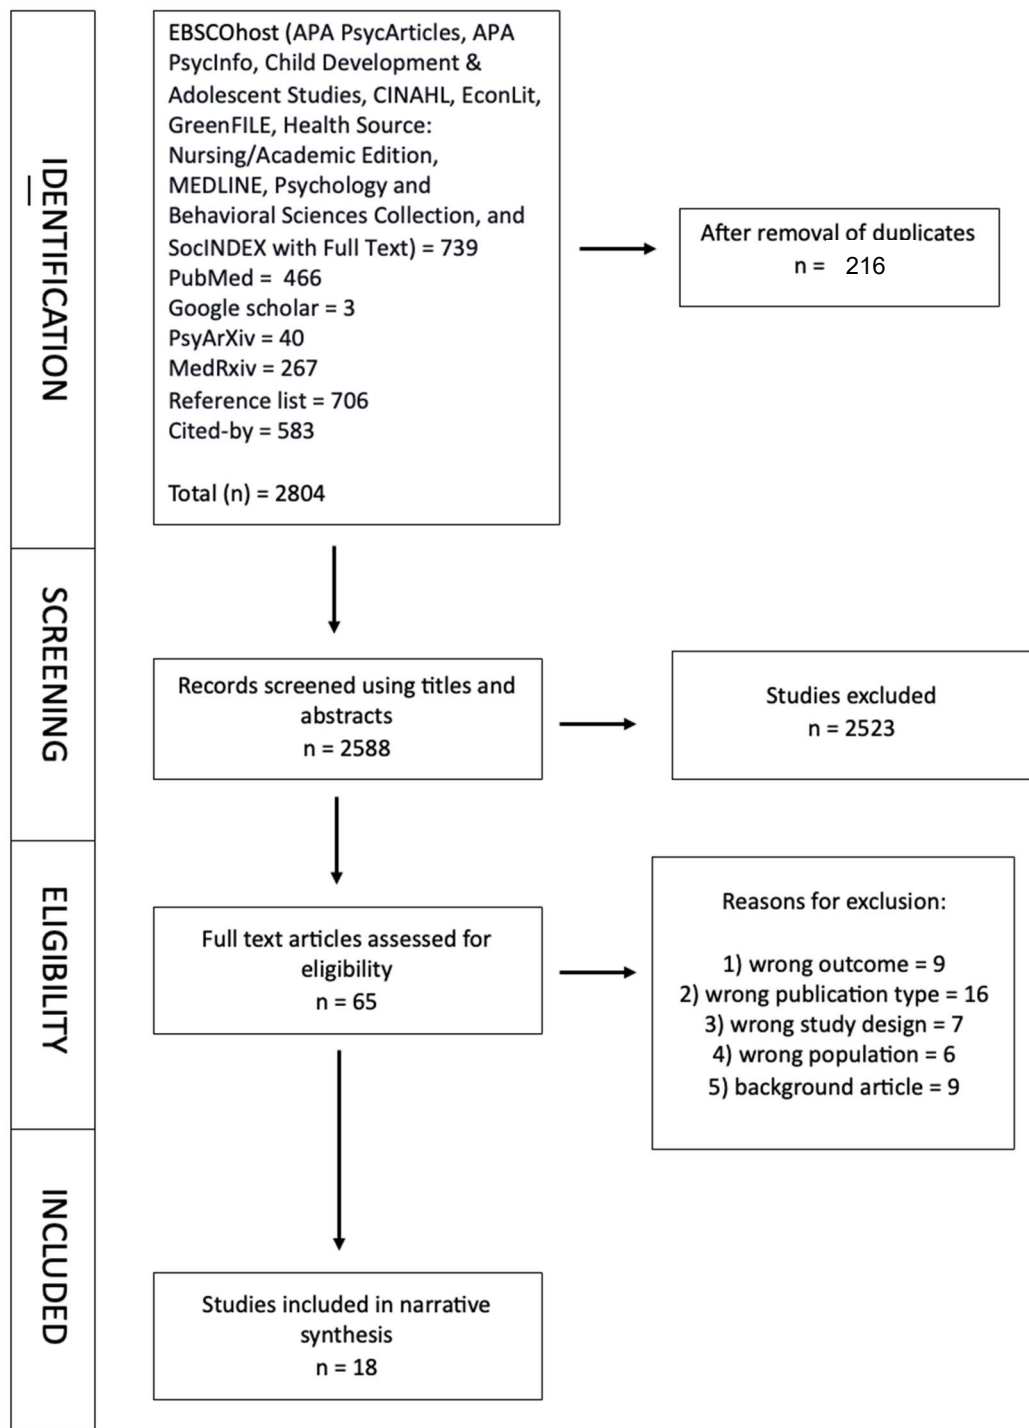 IDENTIFICATION
EBSCOhost (APA PsycArticles, APA
PsycInfo, Child Development &
Adolescent Studies, CINAHL, EconLit,
GreenFILE, Health Source:
Nursing/Academic Edition,
MEDLINE, Psychology and
Behavioral Sciences Collection, and
SocINDEX with Full Text) = 739
PubMed = 466
Google scholar = 3
PsyArXiv = 40
MedRxiv = 267
Reference list = 706
Cited-by = 583
Total (n) = 2804
After removal of duplicates
n = 216
SCREENING
Records screened using titles and
abstracts
n = 2588
Studies excluded
n = 2523
ELIGIBILITY
Full text articles assessed for
eligibility
n = 65
Reasons for exclusion:
1) wrong outcome = 9
2) wrong publication type = 16
3) wrong study design = 7
4) wrong population = 6
5) background article = 9
INCLUDED
Studies included in narrative
synthesis
n = 18